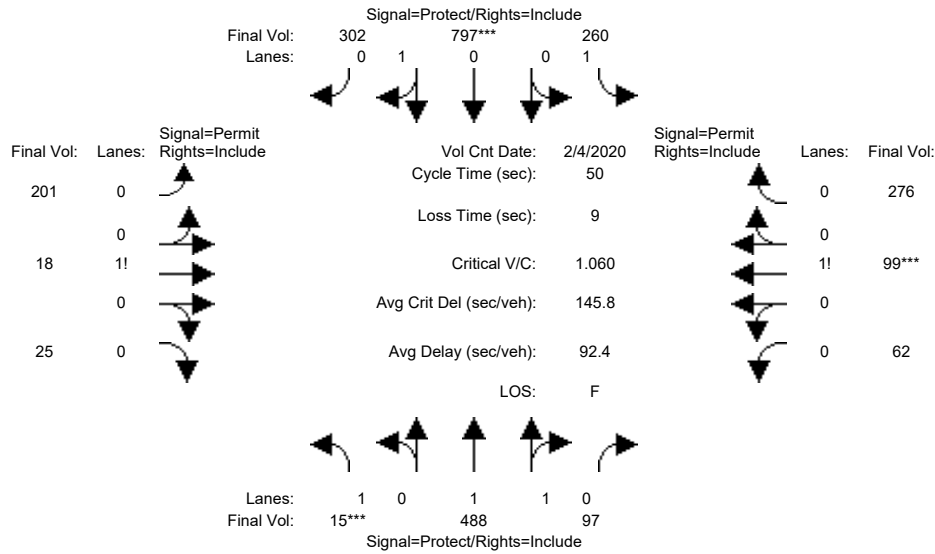 Signal=Protect/Rights=Include
Final Vol: 302 797*** 260
Lanes: 0 1 0 0 1
Signal=Permit
Final Vol: Lanes: Rights=Include
Vol Cnt Date: 2/4/2020
Signal=Permit
Rights=Include Lanes: Final Vol:
Cycle Time (sec): 50
201 0
0 276
Loss Time (sec): 9
0
0
18 1!
Critical V/C: 1.060
1! 99***
0
Avg Crit Del (sec/veh): 145.8
0
25 0
Avg Delay (sec/veh): 92.4
0 62
LOS: F
Lanes: 1 0 1 1 0
Final Vol: 15*** 488 97
Signal=Protect/Rights=Include